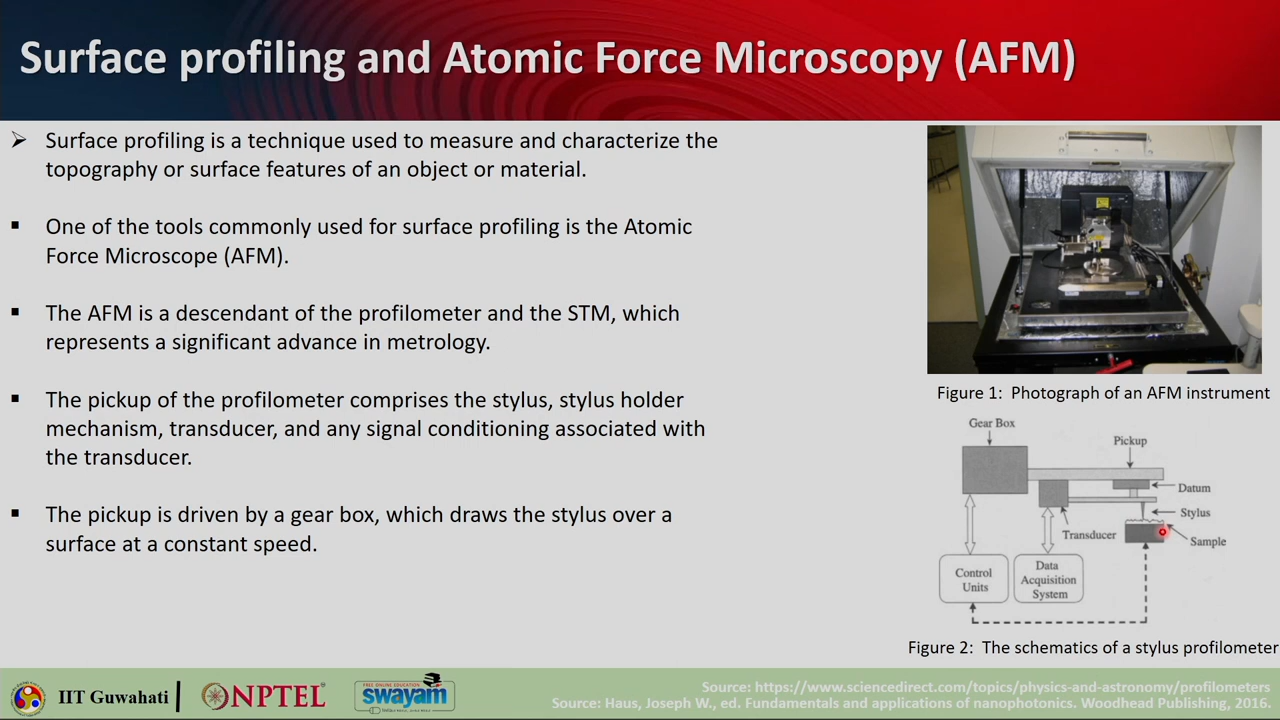 Surface profiling and Atomic Force Microscopy (AFM)
Surface profiling is a technique used to measure and characterize the
topography or surface features of an object or material.
One of the tools commonly used for surface profiling is the Atomic
Force Microscope (AFM).
The AFM is a descendant of the profilometer and the STM, which
represents a significant advance in metrology.
The pickup of the profilometer comprises the stylus, stylus holder
mechanism, transducer, and any signal conditioning associated with
the transducer.
The pickup is driven by a gear box, which draws the stylus over a
surface at a constant speed.
Figure 1: Photograph of an AFM instrument
Gear Box
Pickup
Datum
Stylus
Transducer
Sample
Control
Units
Data
Acquisition
System
Figure 2: The schematics of a stylus profilometer
IIT Guwahati
NPTEL
FREE ONLINE EDUCATION
swayam
Source: https://www.sciencedirect.com/topics/physics-and-astronomy/profilometers
Source: Haus, Joseph W., ed. Fundamentals and applications of nanophotonics. Woodhead Publishing, 2016.